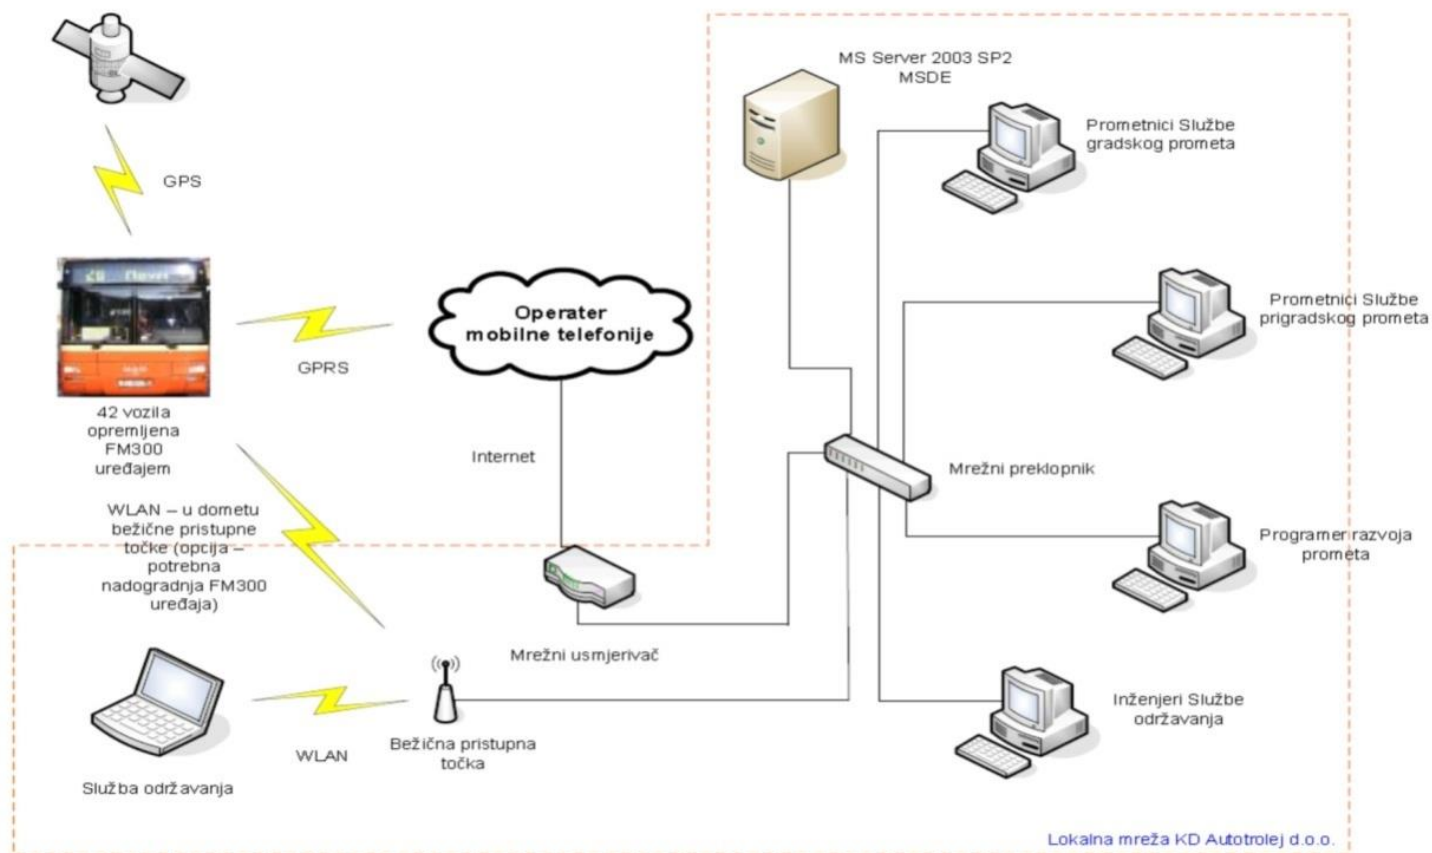 MS Server 2003 SP2
MSDE
Prometnici Službe
gradskog prometa
GPS
Prometnici Službe
prigradskog prometa
Operater
mobilne telefonije
GPRS
42 vozila
opremljena
FM300
uređajem
Internet
Mrežni preklopnik
WLAN – u dometu
bežične pristupne
točke (opcija –
potrebna
nadogradnja FM300
uređaja)
Programer razvoja
prometa
Mrežni usmjerivač
Inženjeri Službe
održavanja
Bežična pristupna
točka
WLAN
Služba održavanja
Lokalna mreža KD Autotrolej d.o.o.